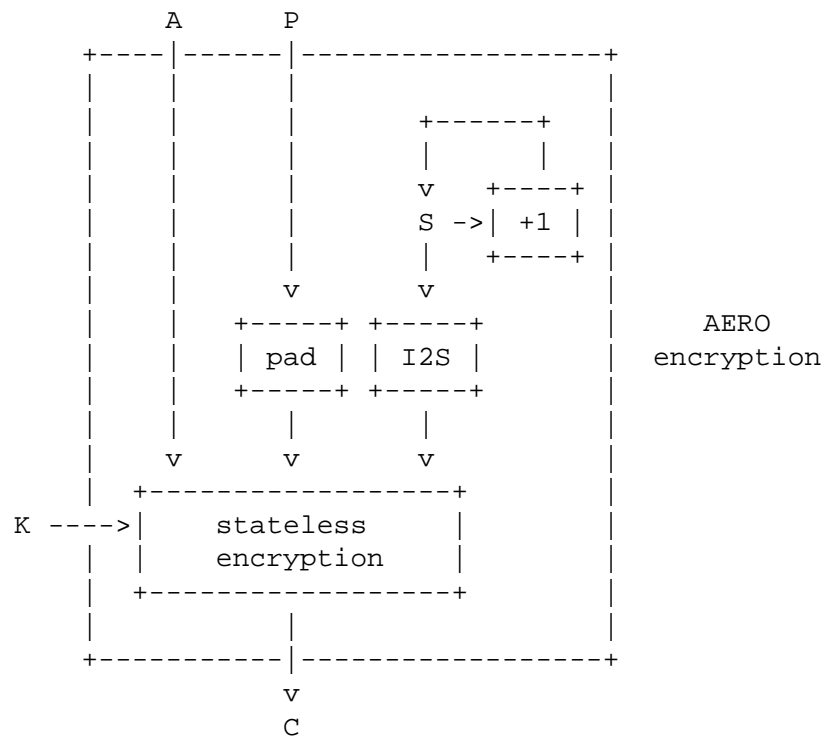 A P
S -> +1
pad I2S AERO
encryption
K ----> stateless
encryption
C